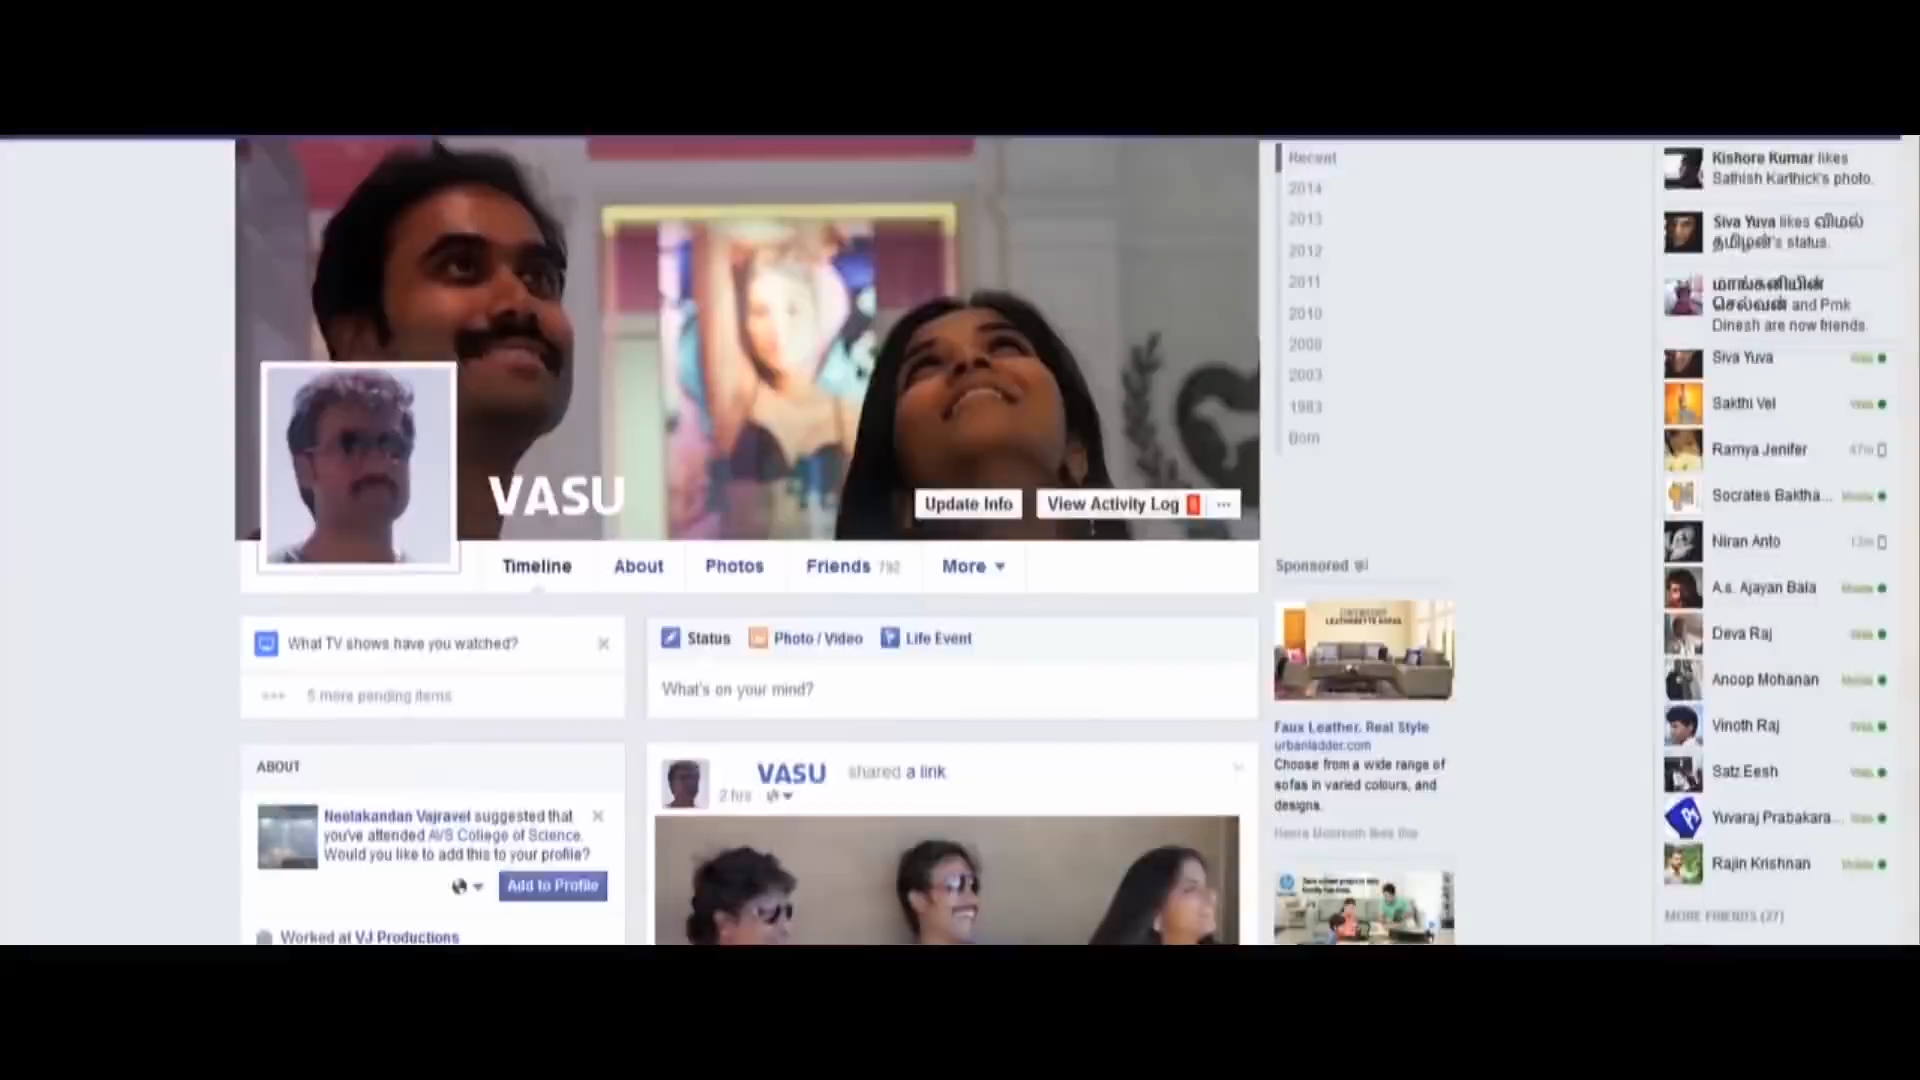 VASU
Update Info
View Activity Log
Timeline
About
Photos
Friends 792
More
What TV shows have you watched?
5 more pending items
ABOUT
Neelakandan Vajravel suggested that
you've attended AVS College of Science.
Would you like to add this to your profile?
Add to Profile
Worked at VJ Productions
Status
Photo / Video
Life Event
What's on your mind?
VASU shared a link
2 hrs
Recent
2014
2013
2012
2011
2010
2003
1983
Born
Sponsored
LEATHERETTE SOFAS
Faux Leather. Real Style
urbanladder.com
Choose from a wide range of
sofas in varied colours, and
designs.
Kishore Kumar likes
Sathish Karthick's photo.
Siva Yuva likes விமல்
தமிழன்'s status.
மாங்கனியின்
செல்வன் and Pmk
Dinesh are now friends.
Siva Yuva
Sakthi Vel
Ramya Jenifer
47m
Socrates Baktha...
Niran Anto
A.s. Ajayan Bala
Deva Raj
Anoop Mohanan
Vinoth Raj
Satz Eesh
Yuvaraj Prabakara...
Rajin Krishnan
MORE FRIENDS (27)